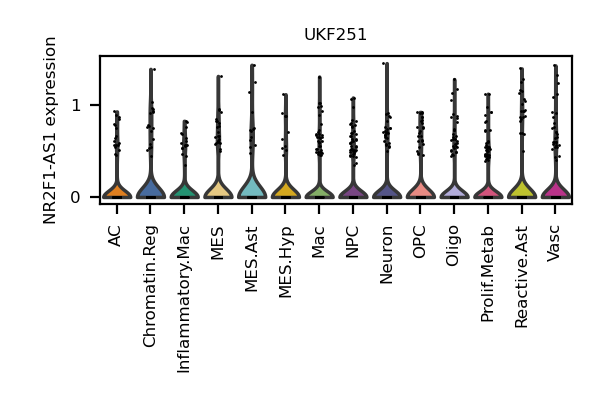 UKF251
NR2F1-AS1 expression
1
0
AC
Chromatin.Reg
Inflammatory.Mac
MES
MES.Ast
MES.Hyp
Mac
NPC
Neuron
OPC
Oligo
Prolif.Metab
Reactive.Ast
Vasc